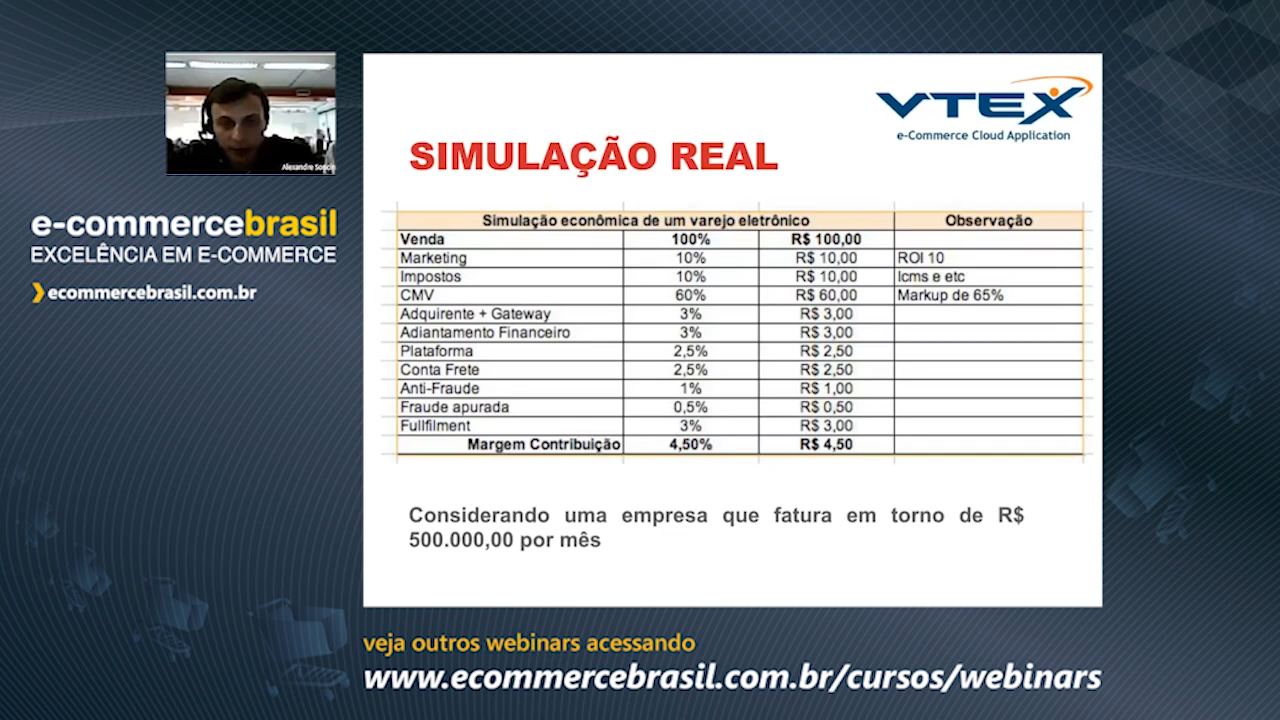 Alexandre Soncin
e-commercebrasil
EXCELÊNCIA EM E-COMMERCE
ecommercebrasil.com.br
VTEX
e-Commerce Cloud Application
SIMULAÇÃO REAL
Simulação econômica de um varejo eletrônico Observação
Venda 100% R$ 100,00
Marketing 10% R$ 10,00 ROI 10
Impostos 10% R$ 10,00 Icms e etc
CMV 60% R$ 60,00 Markup de 65%
Adquirente + Gateway 3% R$ 3,00
Adiantamento Financeiro 3% R$ 3,00
Plataforma 2,5% R$ 2,50
Conta Frete 2,5% R$ 2,50
Anti-Fraude 1% R$ 1,00
Fraude apurada 0,5% R$ 0,50
Fullfilment 3% R$ 3,00
Margem Contribuição 4,50% R$ 4,50
Considerando uma empresa que fatura em torno de R$
500.000,00 por mês
veja outros webinars acessando
www.ecommercebrasil.com.br/cursos/webinars